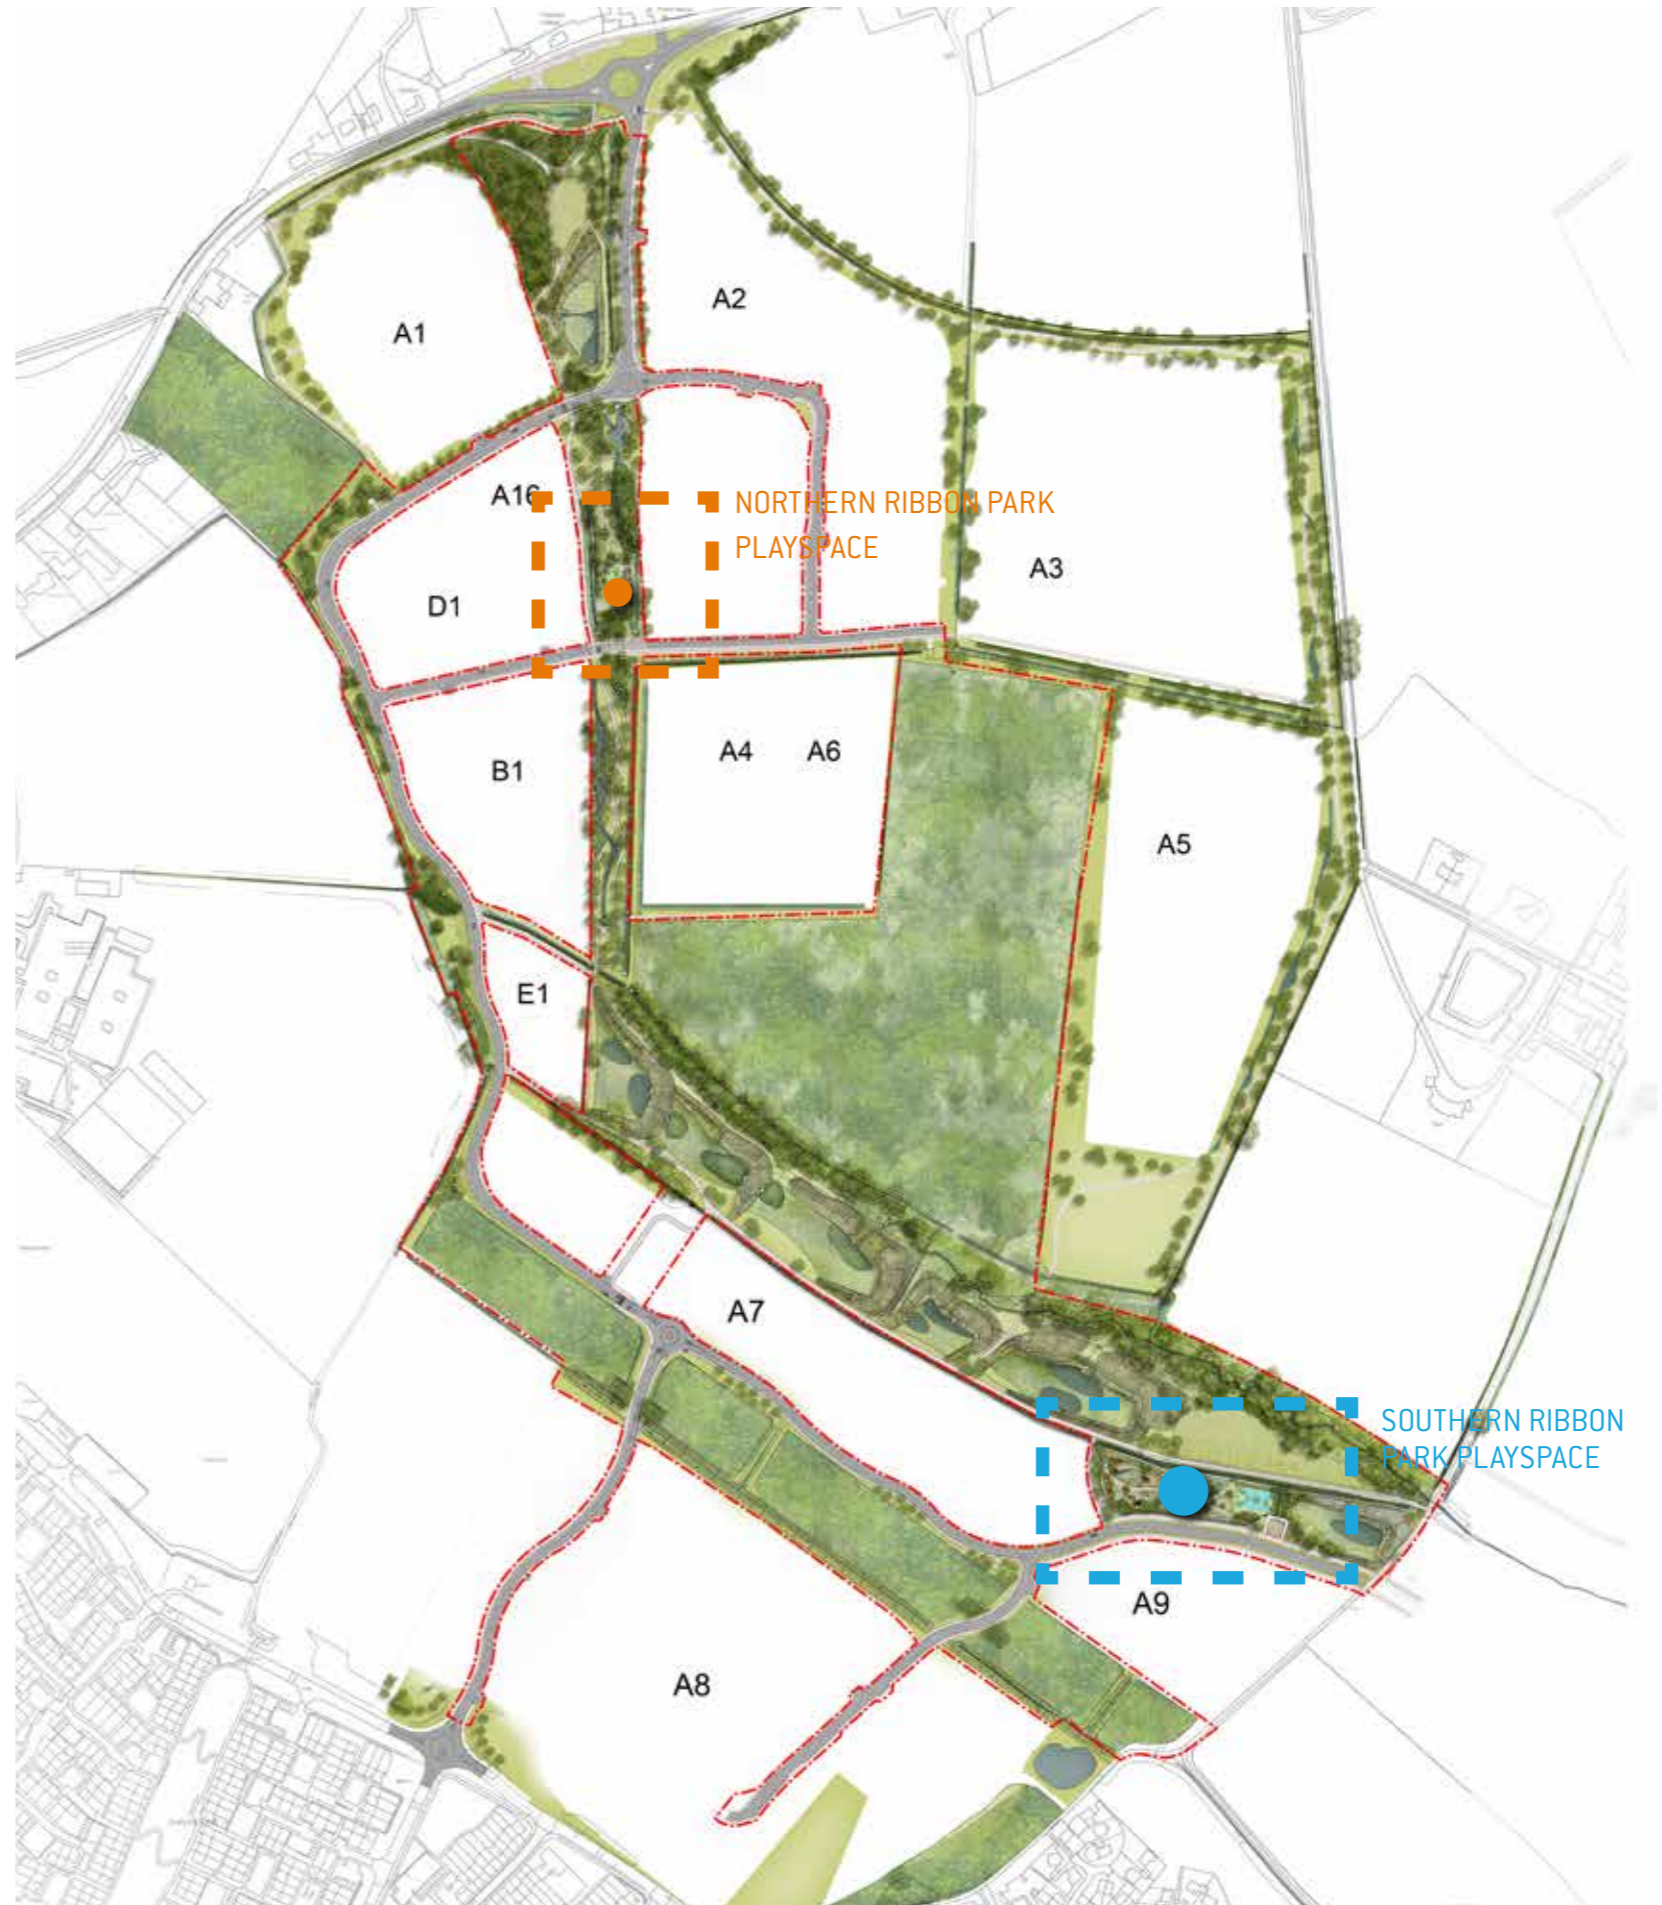 A2
A1
A16
NORTHERN RIBBON PARK
PLAYSPACE
A3
D1
A4
A6
B1
A5
E1
A7
SOUTHERN RIBBON
PARK PLAYSPACE
A9
A8